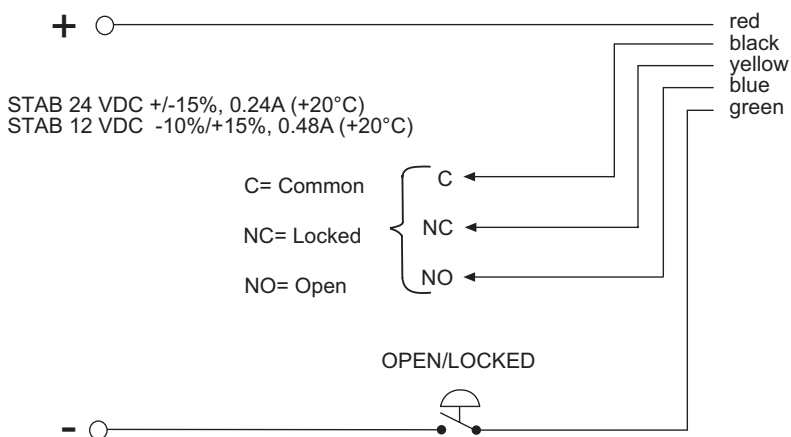 +
red
black
yellow
blue
green
STAB 24 VDC +/-15%, 0.24A (+20°C)
STAB 12 VDC -10%/+15%, 0.48A (+20°C)
C= Common
C
NC= Locked
NC
NO= Open
NO
OPEN/LOCKED
-